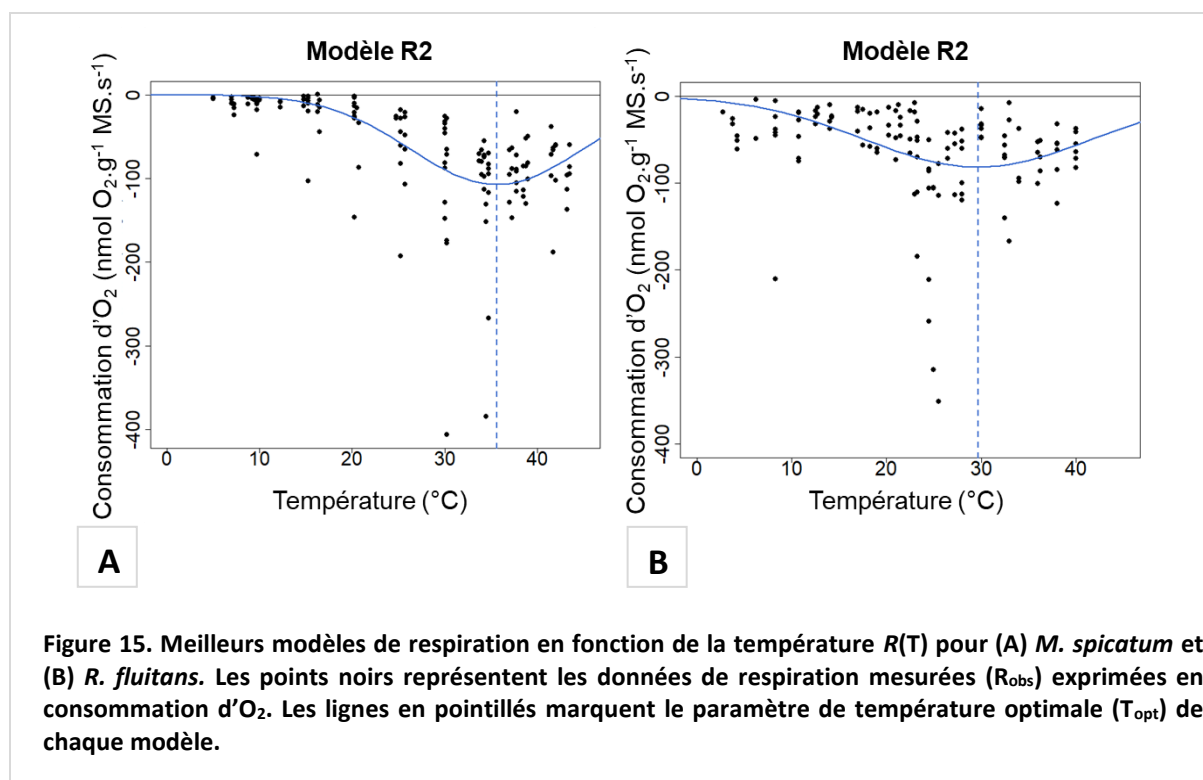 Modèle R2
Consommation d'O₂ (nmol O₂.g⁻¹ MS.s⁻¹)
0
-100
-200
-300
-400
0
10
20
30
40
Température (°C)
A
Modèle R2
Consommation d'O₂ (nmol O₂.g⁻¹ MS.s⁻¹)
0
-100
-200
-300
-400
0
10
20
30
40
Température (°C)
B
Figure 15. Meilleurs modèles de respiration en fonction de la température R(T) pour (A) M. spicatum et
(B) R. fluitans. Les points noirs représentent les données de respiration mesurées (Robs) exprimées en
consommation d'O₂. Les lignes en pointillés marquent le paramètre de température optimale (Topt) de
chaque modèle.